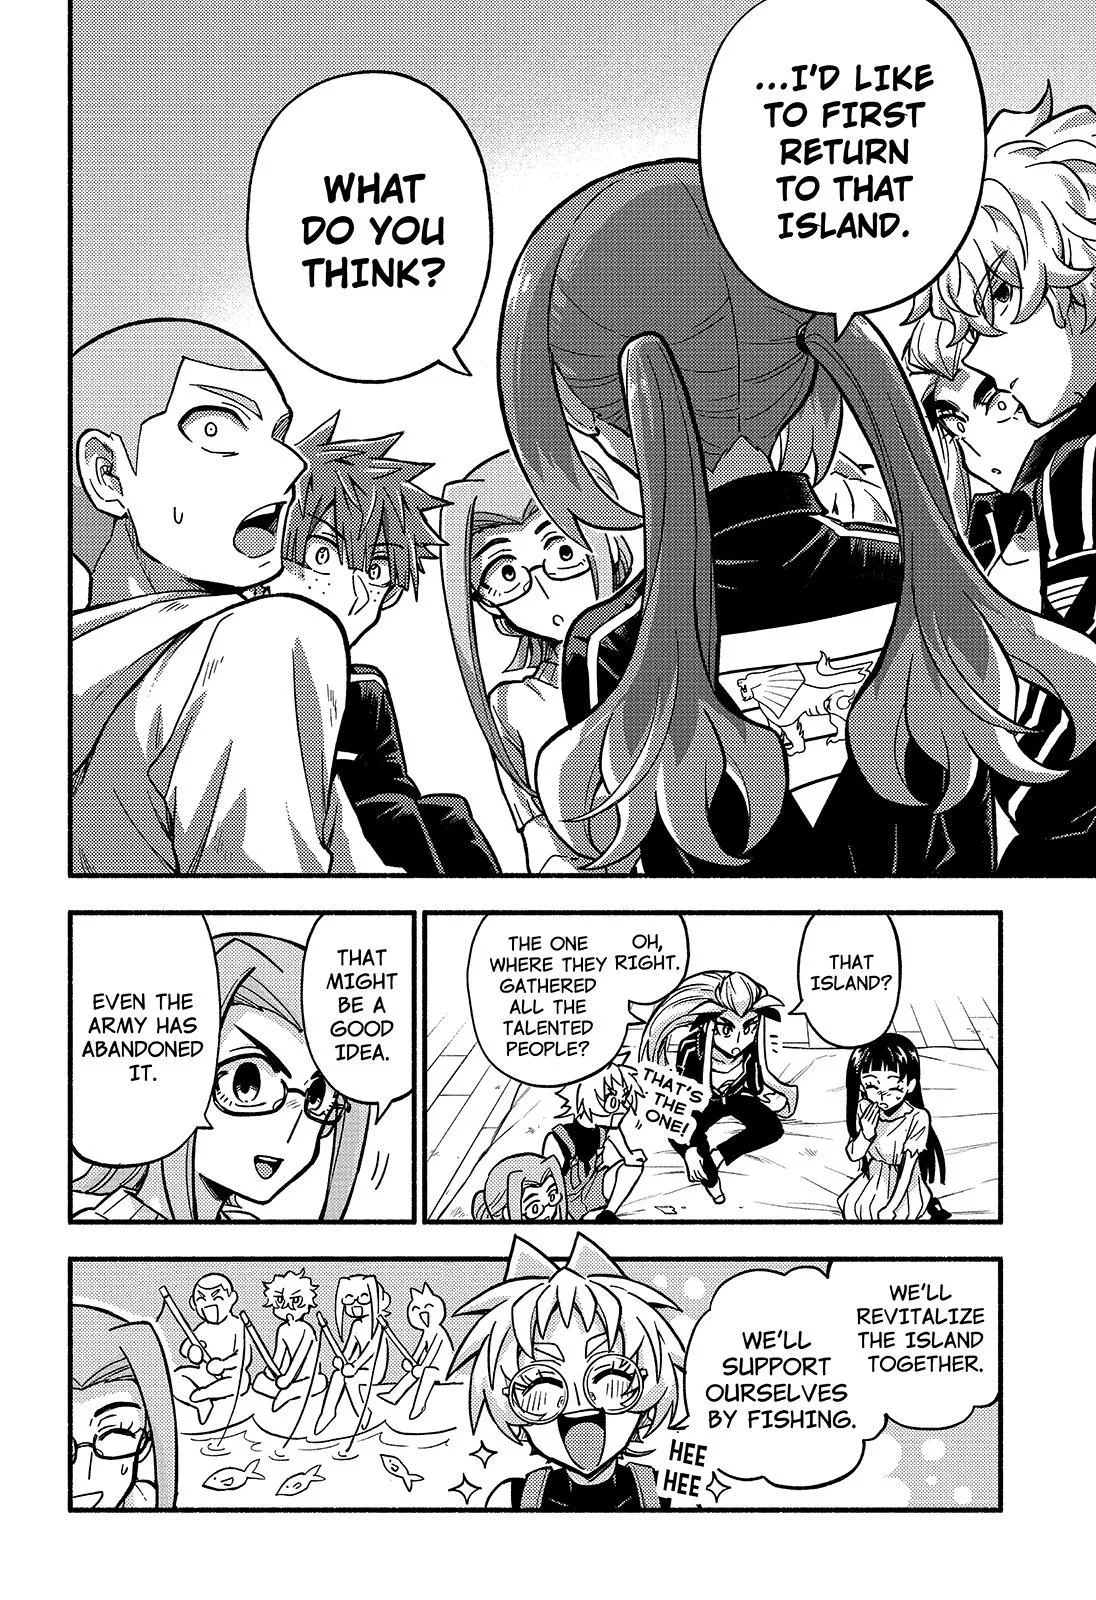 ...I'D LIKE
TO FIRST
RETURN
TO THAT
ISLAND.
WHAT
DO YOU
THINK?
THAT
ISLAND?
OH,
RIGHT.
THE ONE
WHERE THEY
GATHERED
ALL THE
TALENTED
PEOPLE?
THAT'S
THE
ONE!
THAT
MIGHT
BE A
GOOD
IDEA.
EVEN THE
ARMY HAS
ABANDONED
IT.
WE'LL
REVITALIZE
THE ISLAND
TOGETHER.
WE'LL
SUPPORT
OURSELVES
BY FISHING.
HEE
HEE